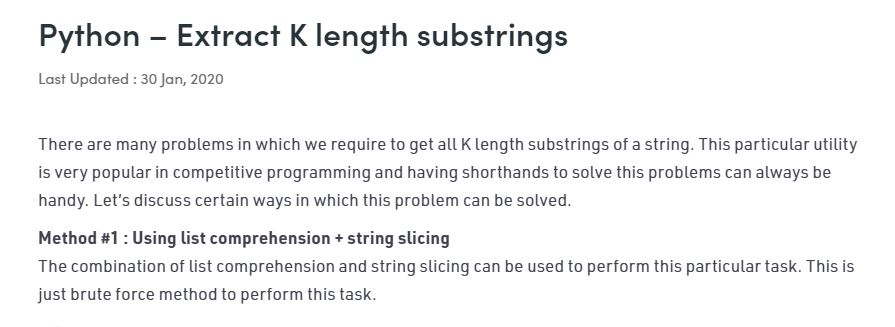 Python – Extract K length substrings
Last Updated : 30 Jan, 2020
There are many problems in which we require to get all K length substrings of a string. This particular utility
is very popular in competitive programming and having shorthands to solve this problems can always be
handy. Let’s discuss certain ways in which this problem can be solved.
Method #1 : Using list comprehension + string slicing
The combination of list comprehension and string slicing can be used to perform this particular task. This is
just brute force method to perform this task.